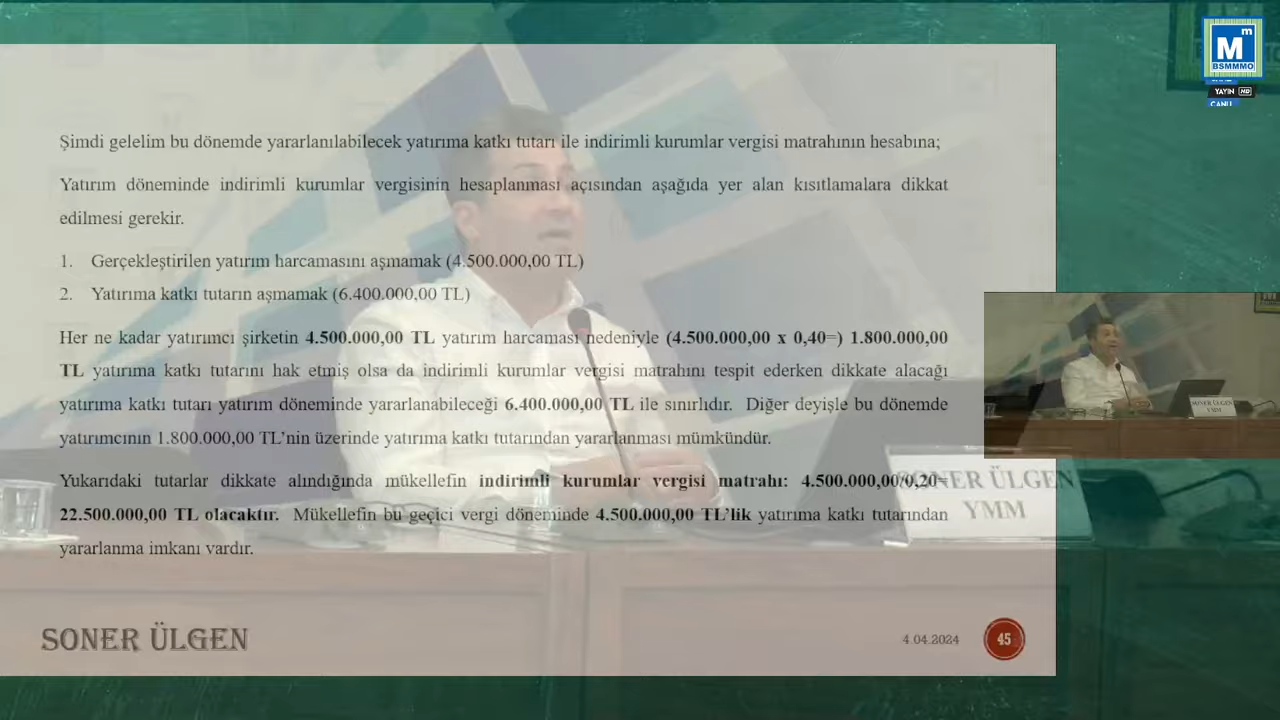 Şimdi gelelim bu dönemde yararlanılabilecek yatırıma katkı tutarı ile indirimli kurumlar vergisi matrahının hesabına;
Yatırım döneminde indirimli kurumlar vergisinin hesaplanması açısından aşağıda yer alan kısıtlamalara dikkat
edilmesi gerekir.
1. Gerçekleştirilen yatırım harcamasını aşmamak (4.500.000,00 TL)
2. Yatırıma katkı tutarın aşmamak (6.400.000,00 TL)
Her ne kadar yatırımcı şirketin 4.500.000,00 TL yatırım harcaması nedeniyle (4.500.000,00 x 0,40=) 1.800.000,00
TL yatırıma katkı tutarını hak etmiş olsa da indirimli kurumlar vergisi matrahını tespit ederken dikkate alacağı
yatırıma katkı tutarı yatırım döneminde yararlanabileceği 6.400.000,00 TL ile sınırlıdır. Diğer deyişle bu dönemde
yatırımcının 1.800.000,00 TL’nin üzerinde yatırıma katkı tutarından yararlanması mümkündür.
Yukarıdaki tutarlar dikkate alındığında mükellefin indirimli kurumlar vergisi matrahı: 4.500.000,00/0,20=
22.500.000,00 TL olacaktır. Mükellefin bu geçici vergi döneminde 4.500.000,00 TL’lik yatırıma katkı tutarından
yararlanma imkanı vardır.
SONER ÜLGEN
4.04.2024
45
SONER ÜLGEN
YMM
SONER ÜLGEN
YMM
Mm
BSMMMO
YAYIN HD
CANLI